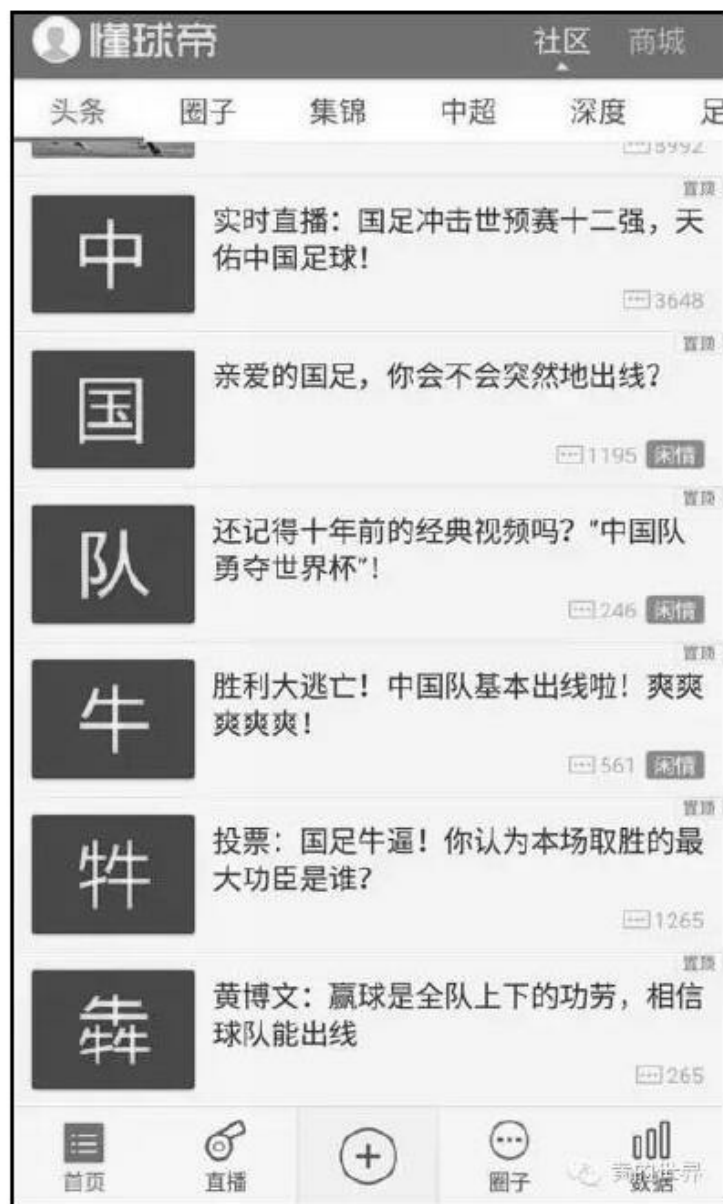 懂球帝
社区 商城
头条 圈子 集锦 中超 深度 足
8992
置顶
中
实时直播：国足冲击世预赛十二强，天
佑中国足球！
3648
置顶
国
亲爱的国足，你会不会突然地出线？
1195 闲情
置顶
队
还记得十年前的经典视频吗？"中国队
勇夺世界杯"！
246 闲情
置顶
牛
胜利大逃亡！中国队基本出线啦！爽爽
爽爽爽！
561 闲情
置顶
牪
投票：国足牛逼！你认为本场取胜的最
大功臣是谁？
1265
置顶
犇
黄博文：赢球是全队上下的功劳，相信
球队能出线
265
首页 直播 圈子 数据